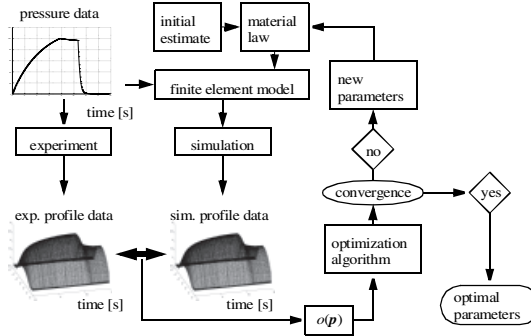 pressure data
initial
estimate
material
law
finite element model
new
parameters
time [s]
experiment
simulation
no
convergence
yes
exp. profile data
sim. profile data
optimization
algorithm
time [s]
time [s]
o(p)
optimal
parameters